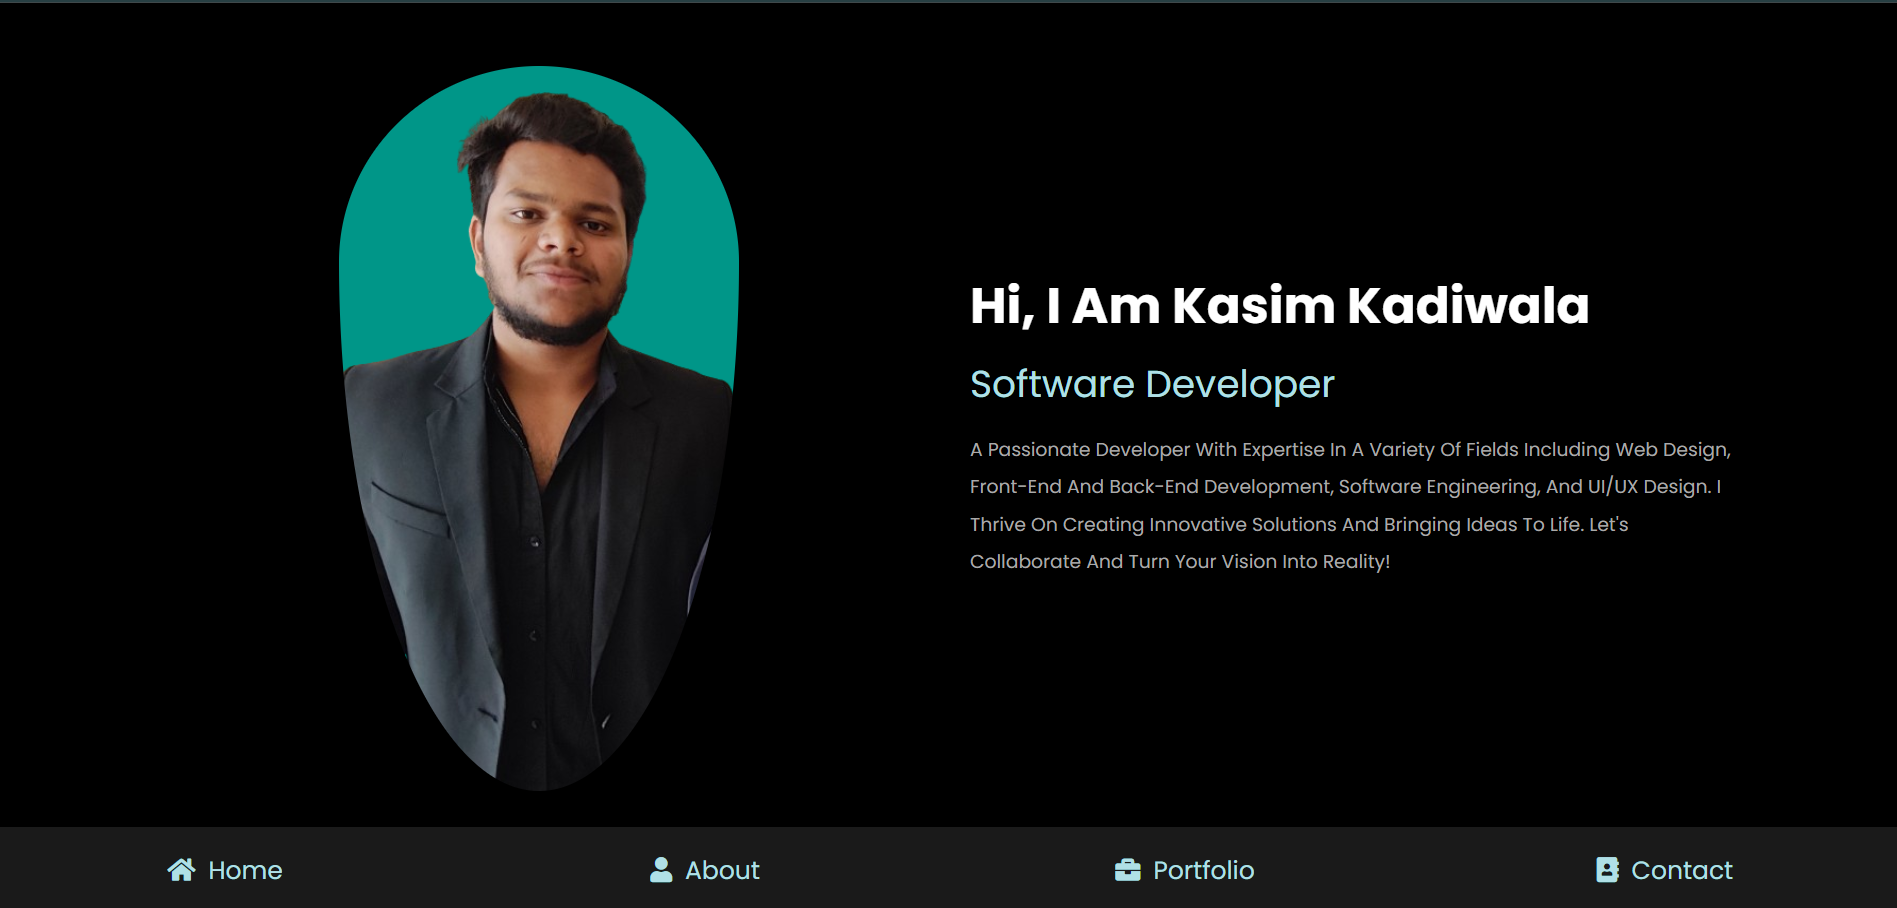 Hi, I Am Kasim Kadiwala
Software Developer
A Passionate Developer With Expertise In A Variety Of Fields Including Web Design,
Front-End And Back-End Development, Software Engineering, And UI/UX Design. I
Thrive On Creating Innovative Solutions And Bringing Ideas To Life. Let's
Collaborate And Turn Your Vision Into Reality!
Home About Portfolio Contact